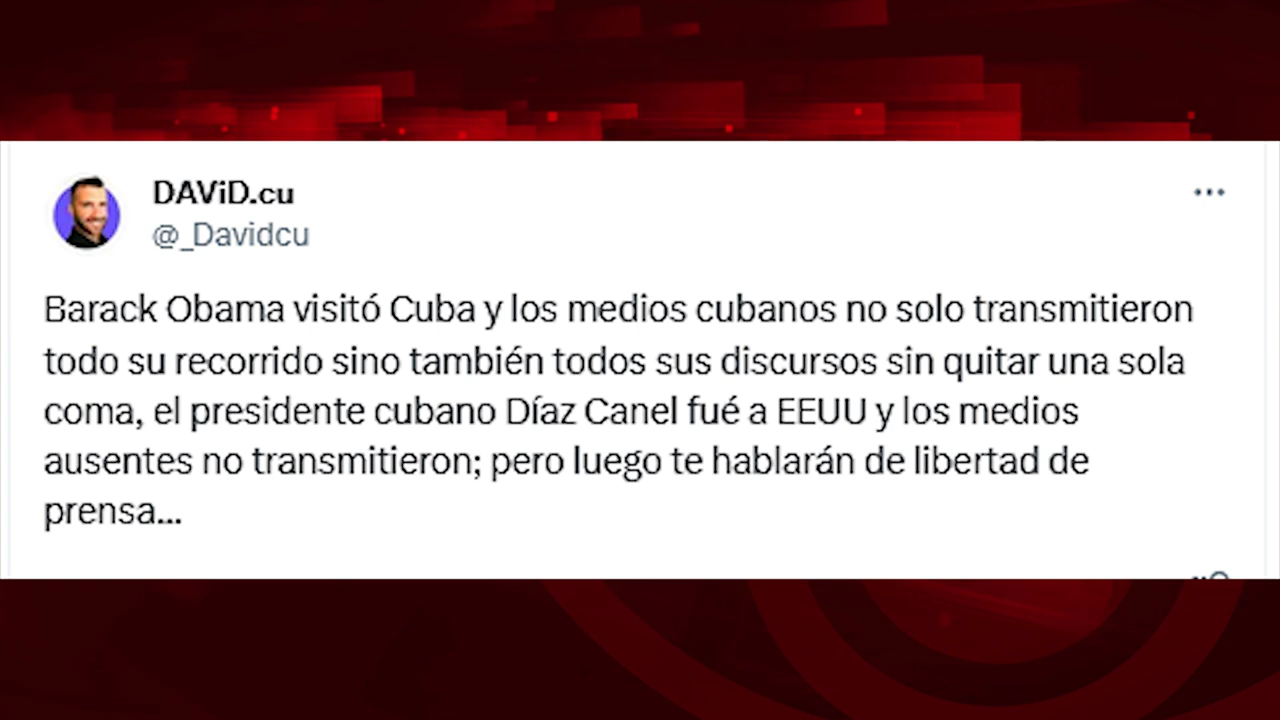 DAViD.cu
@_Davidcu
Barack Obama visitó Cuba y los medios cubanos no solo transmitieron
todo su recorrido sino también todos sus discursos sin quitar una sola
coma, el presidente cubano Díaz Canel fué a EEUU y los medios
ausentes no transmitieron; pero luego te hablarán de libertad de
prensa...